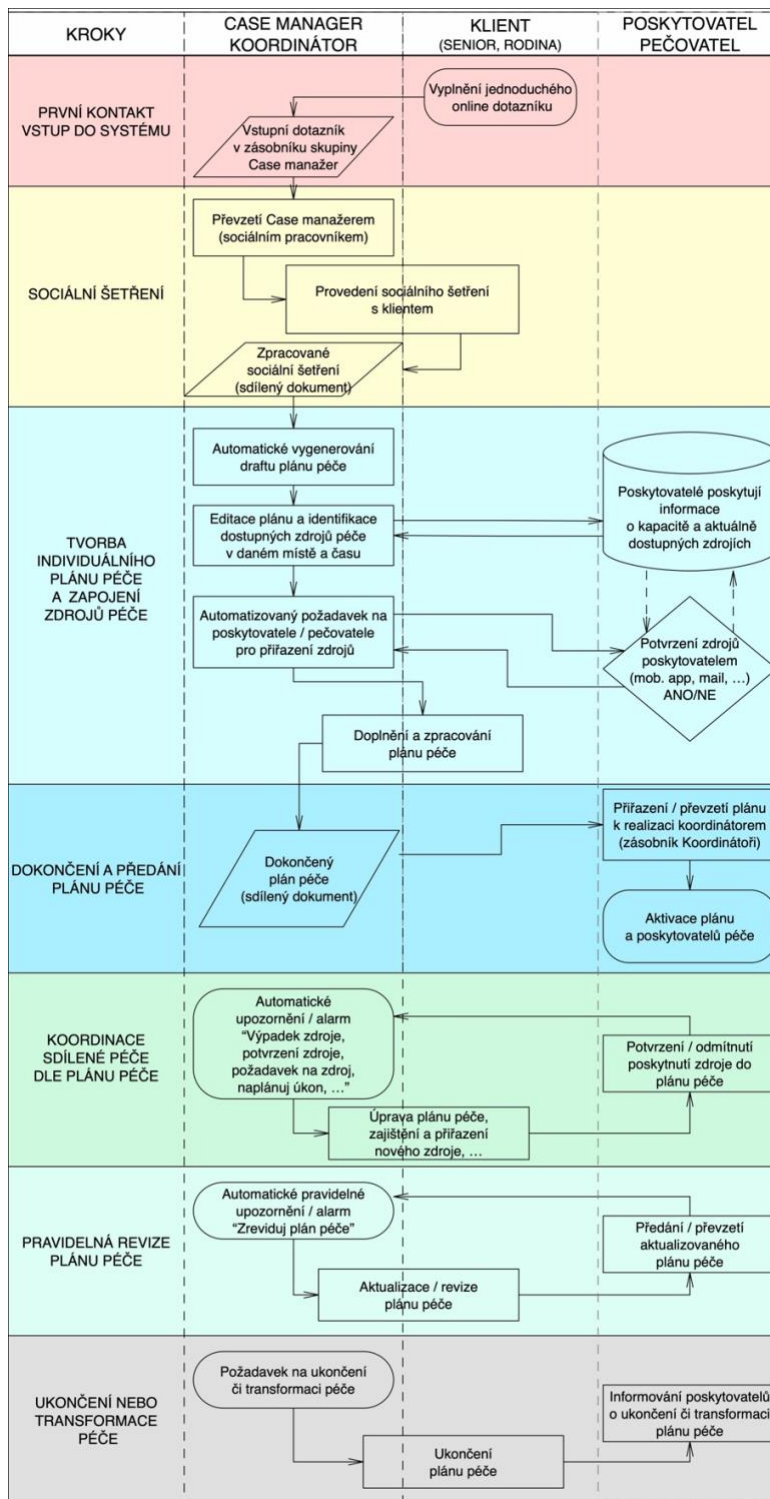 KROKY
CASE MANAGER
KOORDINÁTOR
KLIENT
(SENIOR, RODINA)
POSKYTOVATEL
PEČOVATEL
PRVNÍ KONTAKT
VSTUP DO SYSTÉMU
Vyplnění jednoduchého
online dotazníku
Vstupní dotazník
v zásobníku skupiny
Case manažer
SOCIÁLNÍ ŠETŘENÍ
Převzetí Case manažerem
(sociálním pracovníkem)
Provedení sociálního šetření
s klientem
Zpracované
sociální šetření
(sdílený dokument)
TVORBA
INDIVIDUÁLNÍHO
PLÁNU PÉČE
A ZAPOJENÍ
ZDROJŮ PÉČE
Automatické vygenerování
draftu plánu péče
Editace plánu a identifikace
dostupných zdrojů péče
v daném místě a času
Poskytovatelé poskytují
informace
o kapacitě a aktuálně
dostupných zdrojích
Automatizovaný požadavek na
poskytovatele / pečovatele
pro přiřazení zdrojů
Potvrzení zdrojů
poskytovatelem
(mob. app, mail, …)
ANO/NE
Doplnění a zpracování
plánu péče
DOKONČENÍ A PŘEDÁNÍ
PLÁNU PÉČE
Dokončený
plán péče
(sdílený dokument)
Přiřazení / převzetí plánu
k realizaci koordinátorem
(zásobník Koordinátoři)
Aktivace plánu
a poskytovatelů péče
KOORDINACE
SDÍLENÉ PÉČE
DLE PLÁNU PÉČE
Automatické
upozornění / alarm
“Výpadek zdroje,
potvrzení zdroje,
požadavek na zdroj,
naplánuj úkon, …”
Úprava plánu péče,
zajištění a přiřazení
nového zdroje, …
Potvrzení / odmítnutí
poskytnutí zdroje do
plánu péče
PRAVIDELNÁ REVIZE
PLÁNU PÉČE
Automatické pravidelné
upozornění / alarm
“Zreviduj plán péče”
Aktualizace / revize
plánu péče
Předání / převzetí
aktualizovaného
plánu péče
UKONČENÍ NEBO
TRANSFORMACE
PÉČE
Požadavek na ukončení
či transformaci péče
Ukončení
plánu péče
Informování poskytovatelů
o ukončení či transformaci
plánu péče